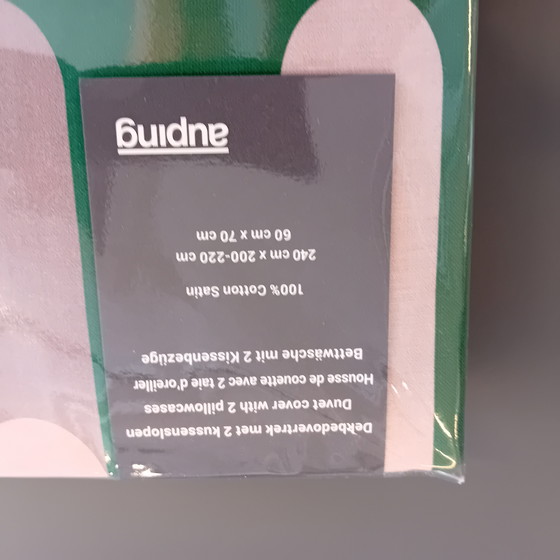 Dekbedovertrek met 2 kussenslopen
Duvet cover with 2 pillowcases
Housse de couette avec 2 taie d'oreiller
Bettwäsche mit 2 Kissenbezüge
100% Cotton Satin
240 cm x 200-220 cm
60 cm x 70 cm
auping